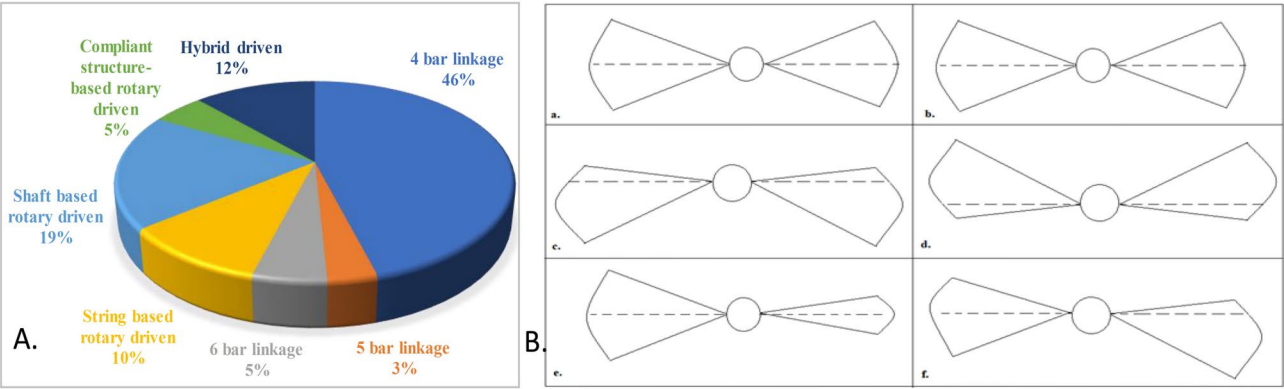 Compliant
structure-
based rotary
driven
5%
Hybrid driven
12%
4 bar linkage
46%
Shaft based
rotary driven
19%
String based
rotary driven
10%
6 bar linkage
5%
5 bar linkage
3%
A.
B.
a.
b.
c.
d.
e.
f.